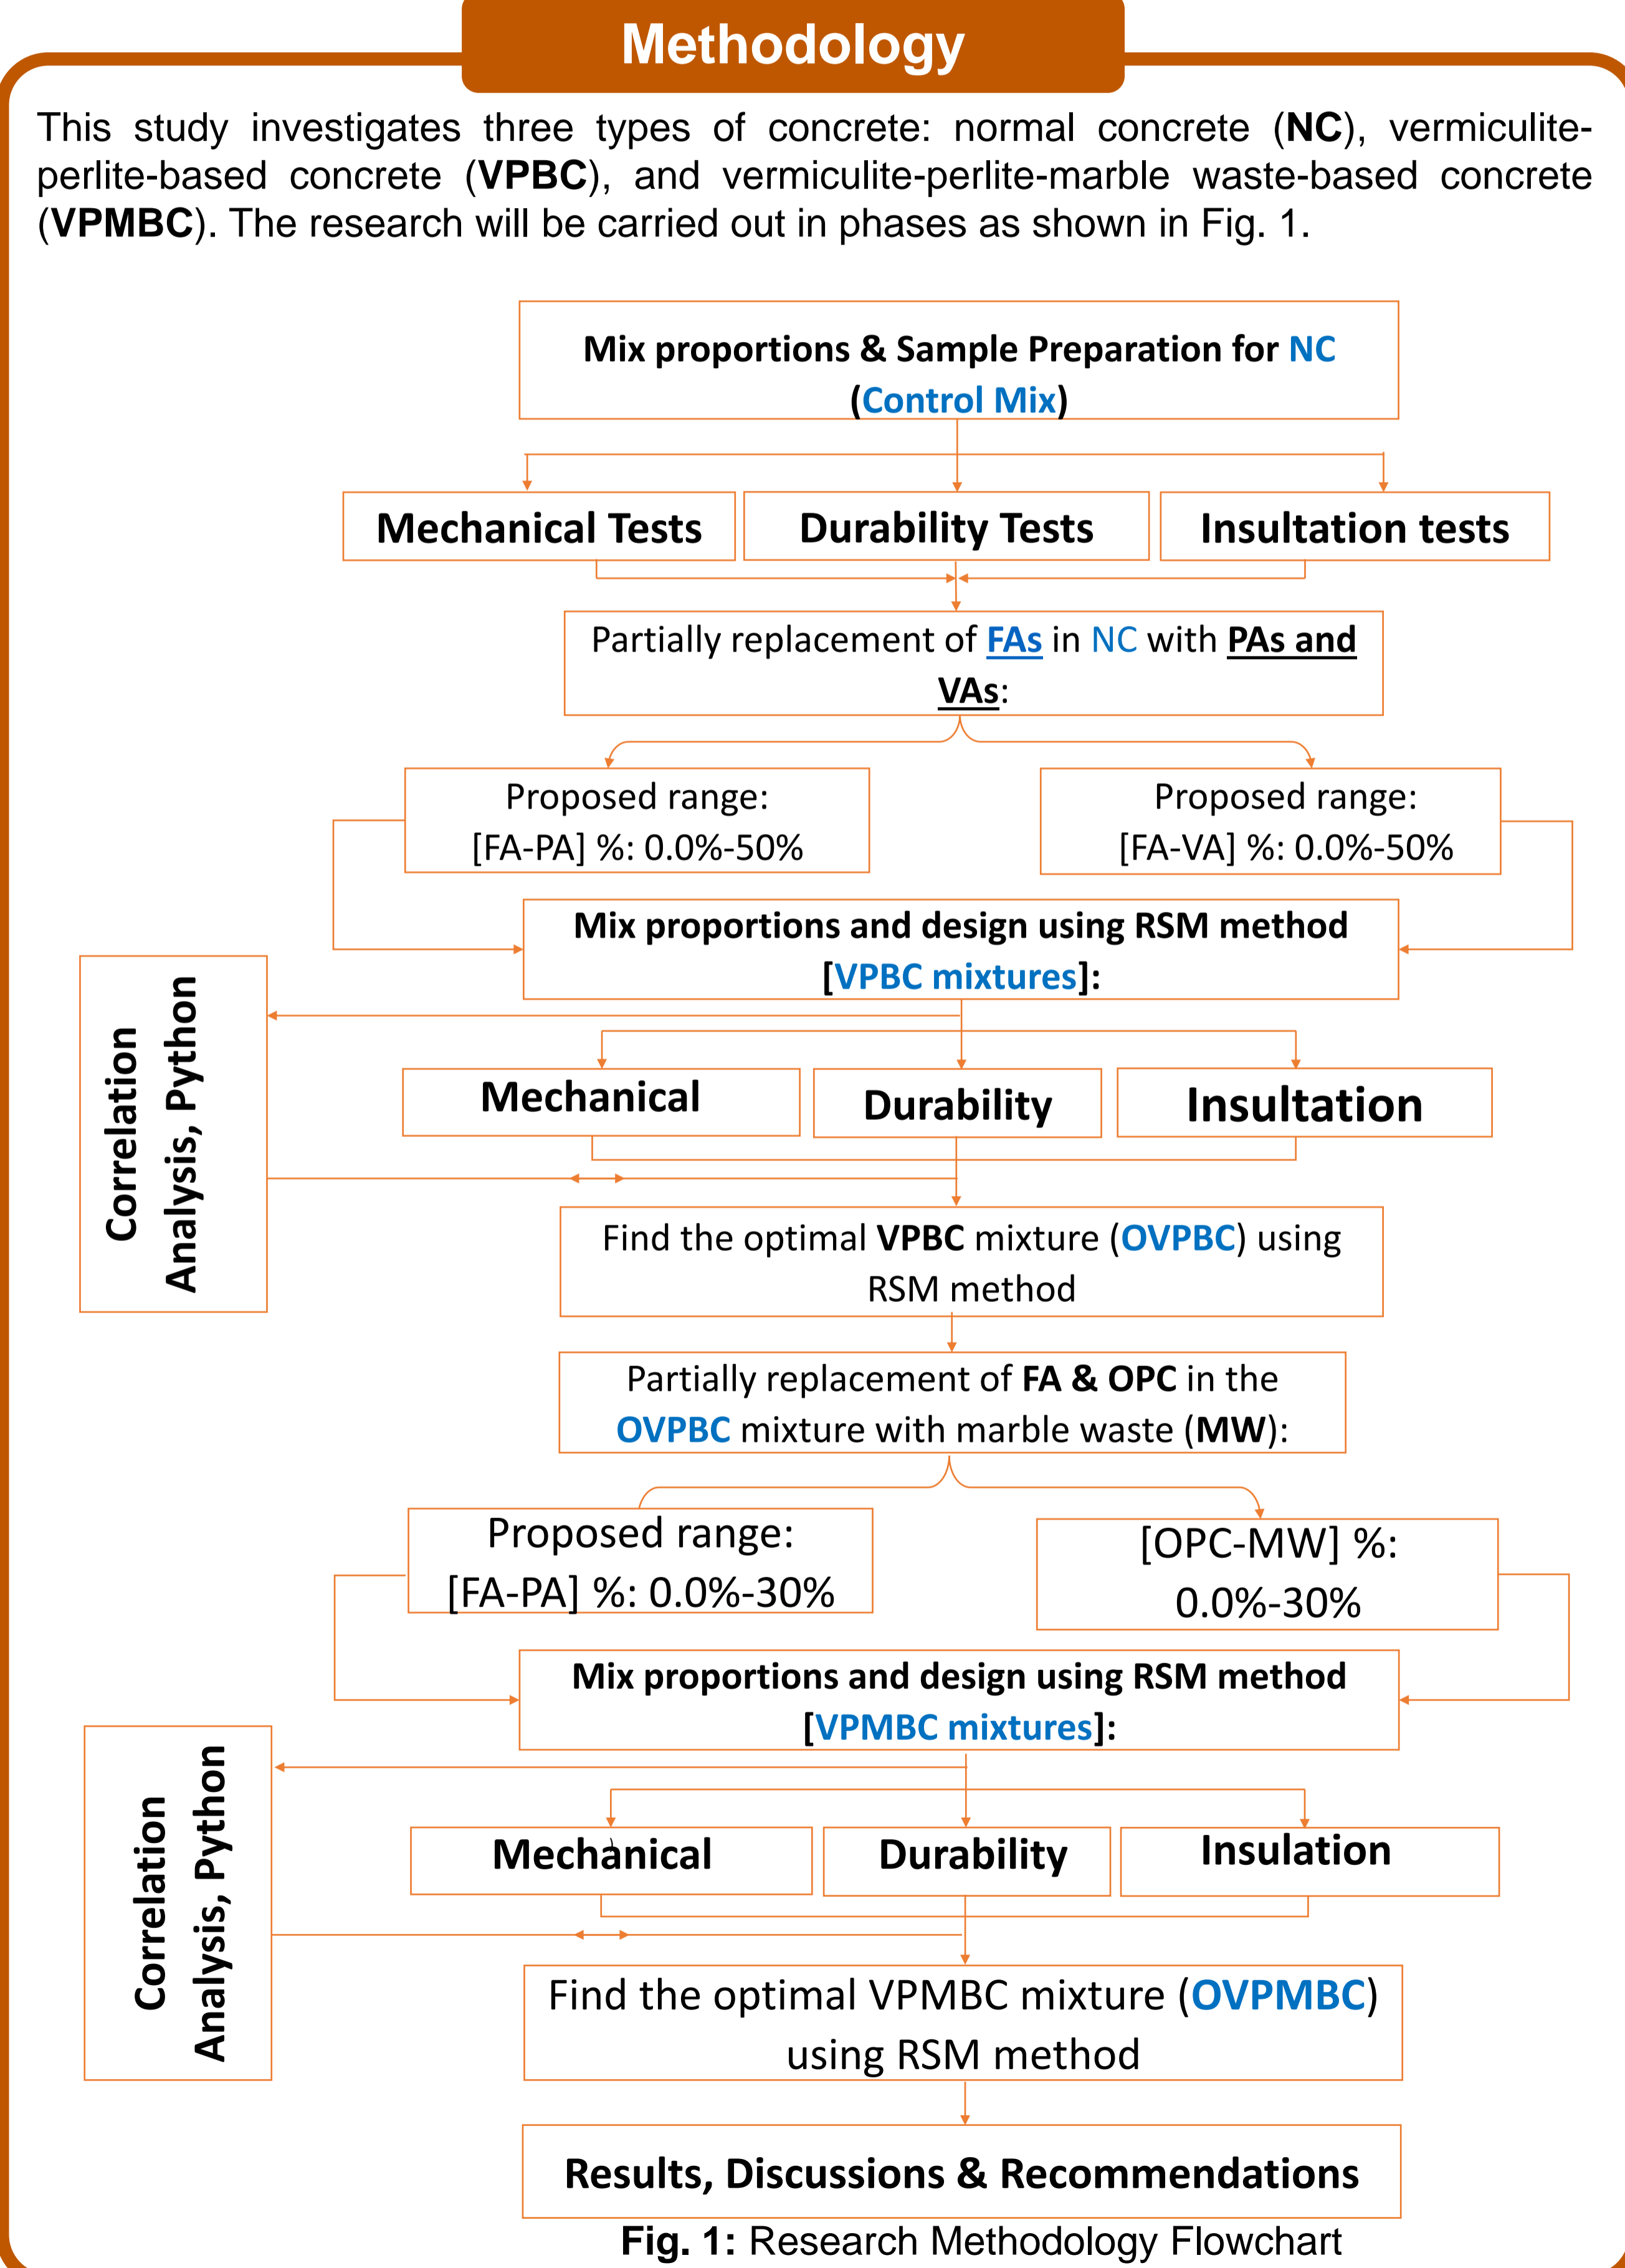 Methodology
This study investigates three types of concrete: normal concrete (NC), vermiculite-
perlite-based concrete (VPBC), and vermiculite-perlite-marble waste-based concrete
(VPMBC). The research will be carried out in phases as shown in Fig. 1.
Mix proportions & Sample Preparation for NC
(Control Mix)
Mechanical Tests
Durability Tests
Insultation tests
Partially replacement of FAs in NC with PAs and
VAs:
Proposed range:
[FA-PA] %: 0.0%-50%
Proposed range:
[FA-VA] %: 0.0%-50%
Mix proportions and design using RSM method
[VPBC mixtures]:
Correlation
Analysis, Python
Mechanical
Durability
Insultation
Find the optimal VPBC mixture (OVPBC) using
RSM method
Partially replacement of FA & OPC in the
OVPBC mixture with marble waste (MW):
Proposed range:
[FA-PA] %: 0.0%-30%
[OPC-MW] %:
0.0%-30%
Mix proportions and design using RSM method
[VPMBC mixtures]:
Correlation
Analysis, Python
Mechanical
)
Durability
Insulation
Find the optimal VPMBC mixture (OVPMBC)
using RSM method
Results, Discussions & Recommendations
Fig. 1: Research Methodology Flowchart